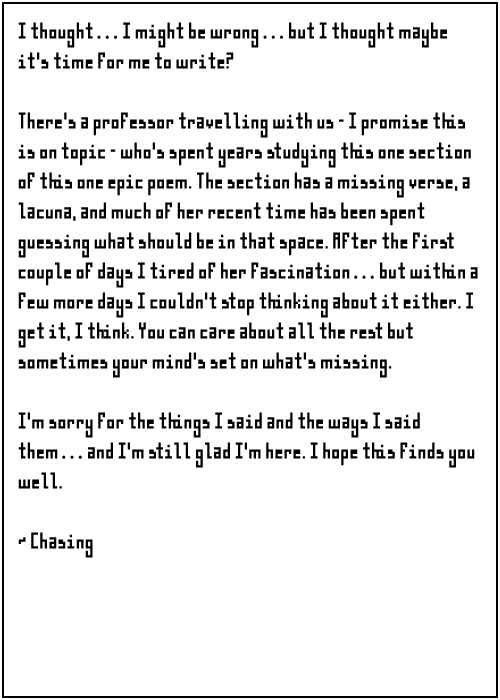 I thought . . . I might be wrong . . . but I thought maybe
it's time for me to write?
There's a professor travelling with us - I promise this
is on topic - who's spent years studying this one section
of this one epic poem. The section has a missing verse, a
lacuna, and much of her recent time has been spent
guessing what should be in that space. After the first
couple of days I tired of her fascination . . . but within a
few more days I couldn't stop thinking about it either. I
get it, I think. You can care about all the rest but
sometimes your mind's set on what's missing.
I'm sorry for the things I said and the ways I said
them . . . and I'm still glad I'm here. I hope this finds you
well.
~ Chasing